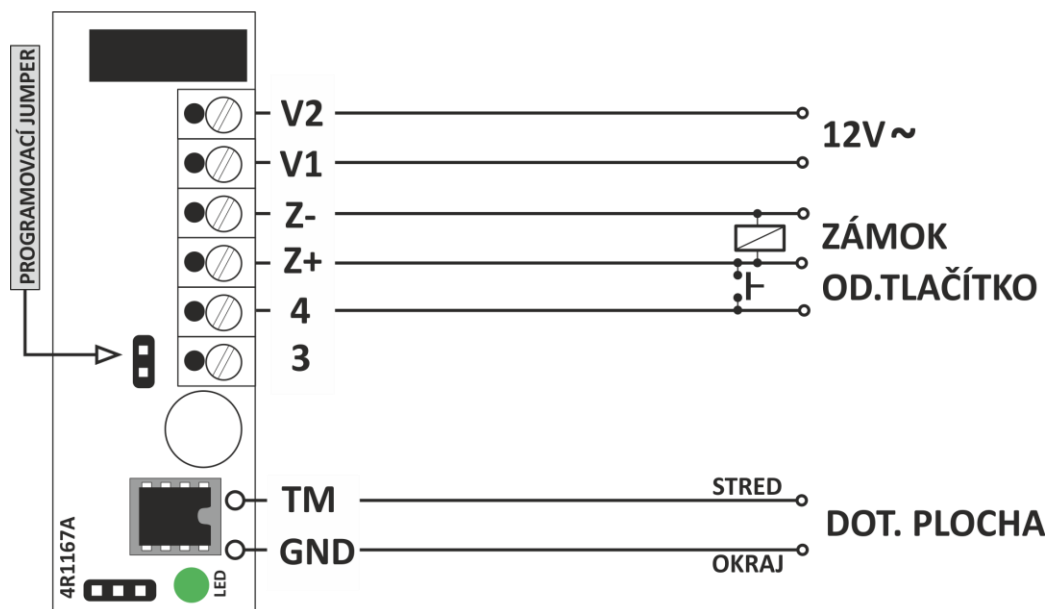 PROGRAMOVACÍ JUMPER
V2
V1
12V~
Z-
ZÁMOK
Z+
OD.TLAČÍTKO
4
3
TM
STRED
DOT. PLOCHA
GND
OKRAJ
4R1167A
LED